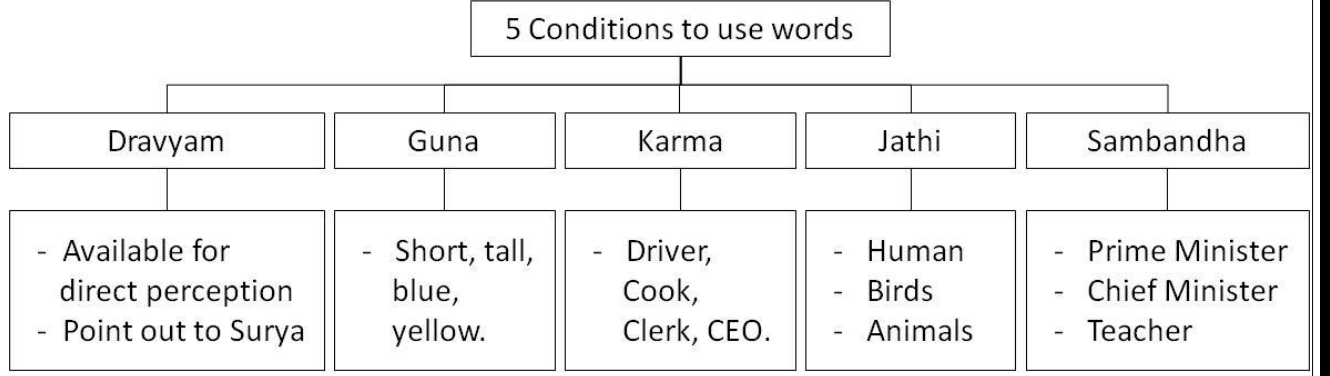 5 Conditions to use words
Dravyam
Guna
Karma
Jathi
Sambandha
- Available for
direct perception
- Point out to Surya
- Short, tall,
blue,
yellow.
- Driver,
Cook,
Clerk, CEO.
- Human
- Birds
- Animals
- Prime Minister
- Chief Minister
- Teacher